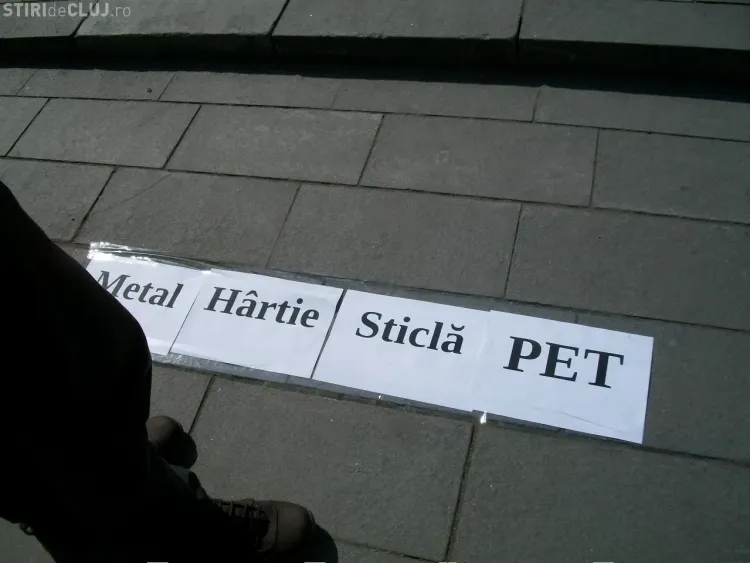 STIRIdeCLUJ.ro
Metal Hârtie Sticlă PET